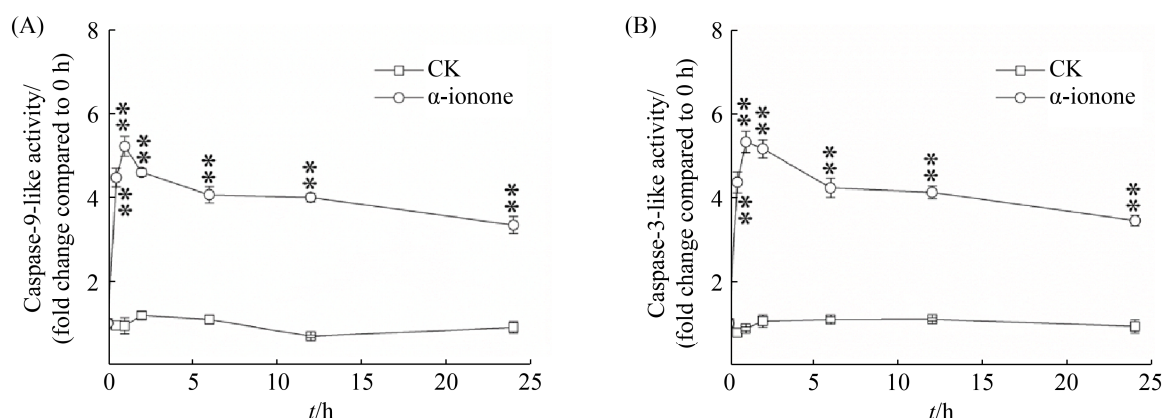 (A)
Caspase-9-like activity/
(fold change compared to 0 h)
8
6
4
2
CK
α-ionone
**
**
**
**
**
**
0 5 10 15 20 25
t/h
(B)
Caspase-3-like activity/
(fold change compared to 0 h)
8
6
4
2
CK
α-ionone
**
**
**
**
**
**
0 5 10 15 20 25
t/h